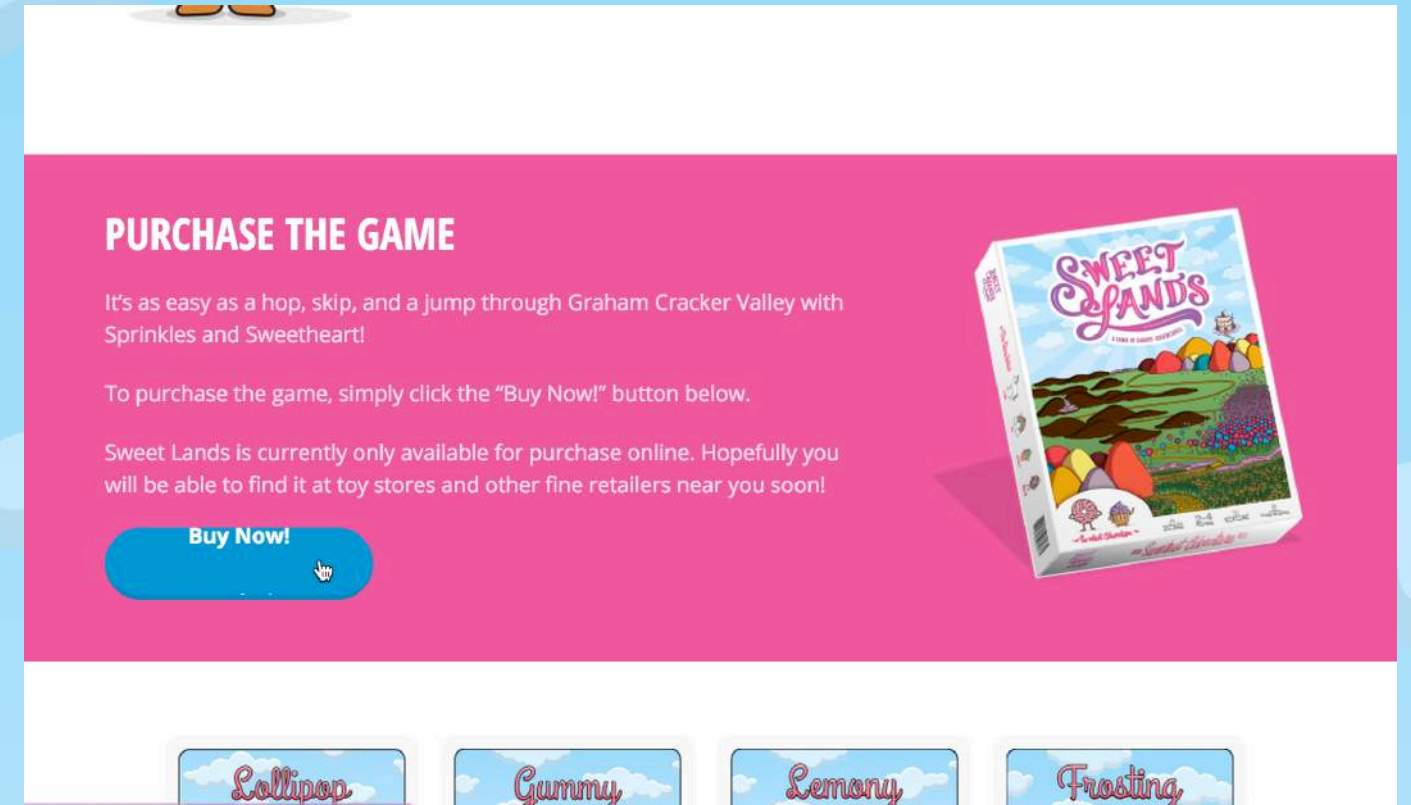 PURCHASE THE GAME
It's as easy as a hop, skip, and a jump through Graham Cracker Valley with
Sprinkles and Sweetheart!
To purchase the game, simply click the “Buy Now!” button below.
Sweet Lands is currently only available for purchase online. Hopefully you
will be able to find it at toy stores and other fine retailers near you soon!
Buy Now!
SWEET
LANDS
Lollipop
Gummy
Lemony
Frosting